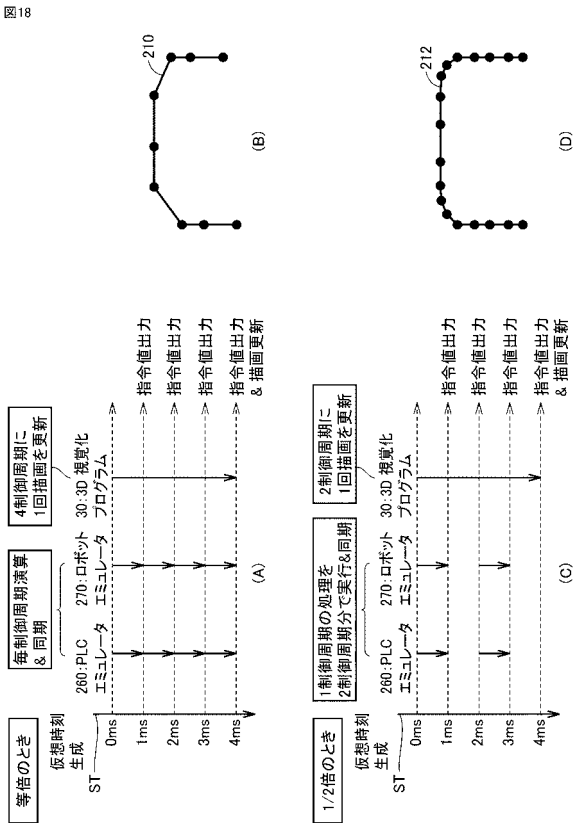 図18
等倍のとき
毎制御周期演算
& 同期
4制御周期に
1回描画を更新
仮想時刻
生成
260:PLC
エミュレータ
270:ロボット
エミュレータ
30:3D 視覚化
プログラム
ST
0ms
1ms
2ms
3ms
4ms
指令値出力
指令値出力
指令値出力
指令値出力
& 描画更新
(A)
210
(B)
1/2倍のとき
1制御周期の処理を
2制御周期分で実行&同期
2制御周期に
1回描画を更新
仮想時刻
生成
260:PLC
エミュレータ
270:ロボット
エミュレータ
30:3D 視覚化
プログラム
ST
0ms
1ms
2ms
3ms
4ms
指令値出力
指令値出力
指令値出力
指令値出力
& 描画更新
(C)
212
(D)